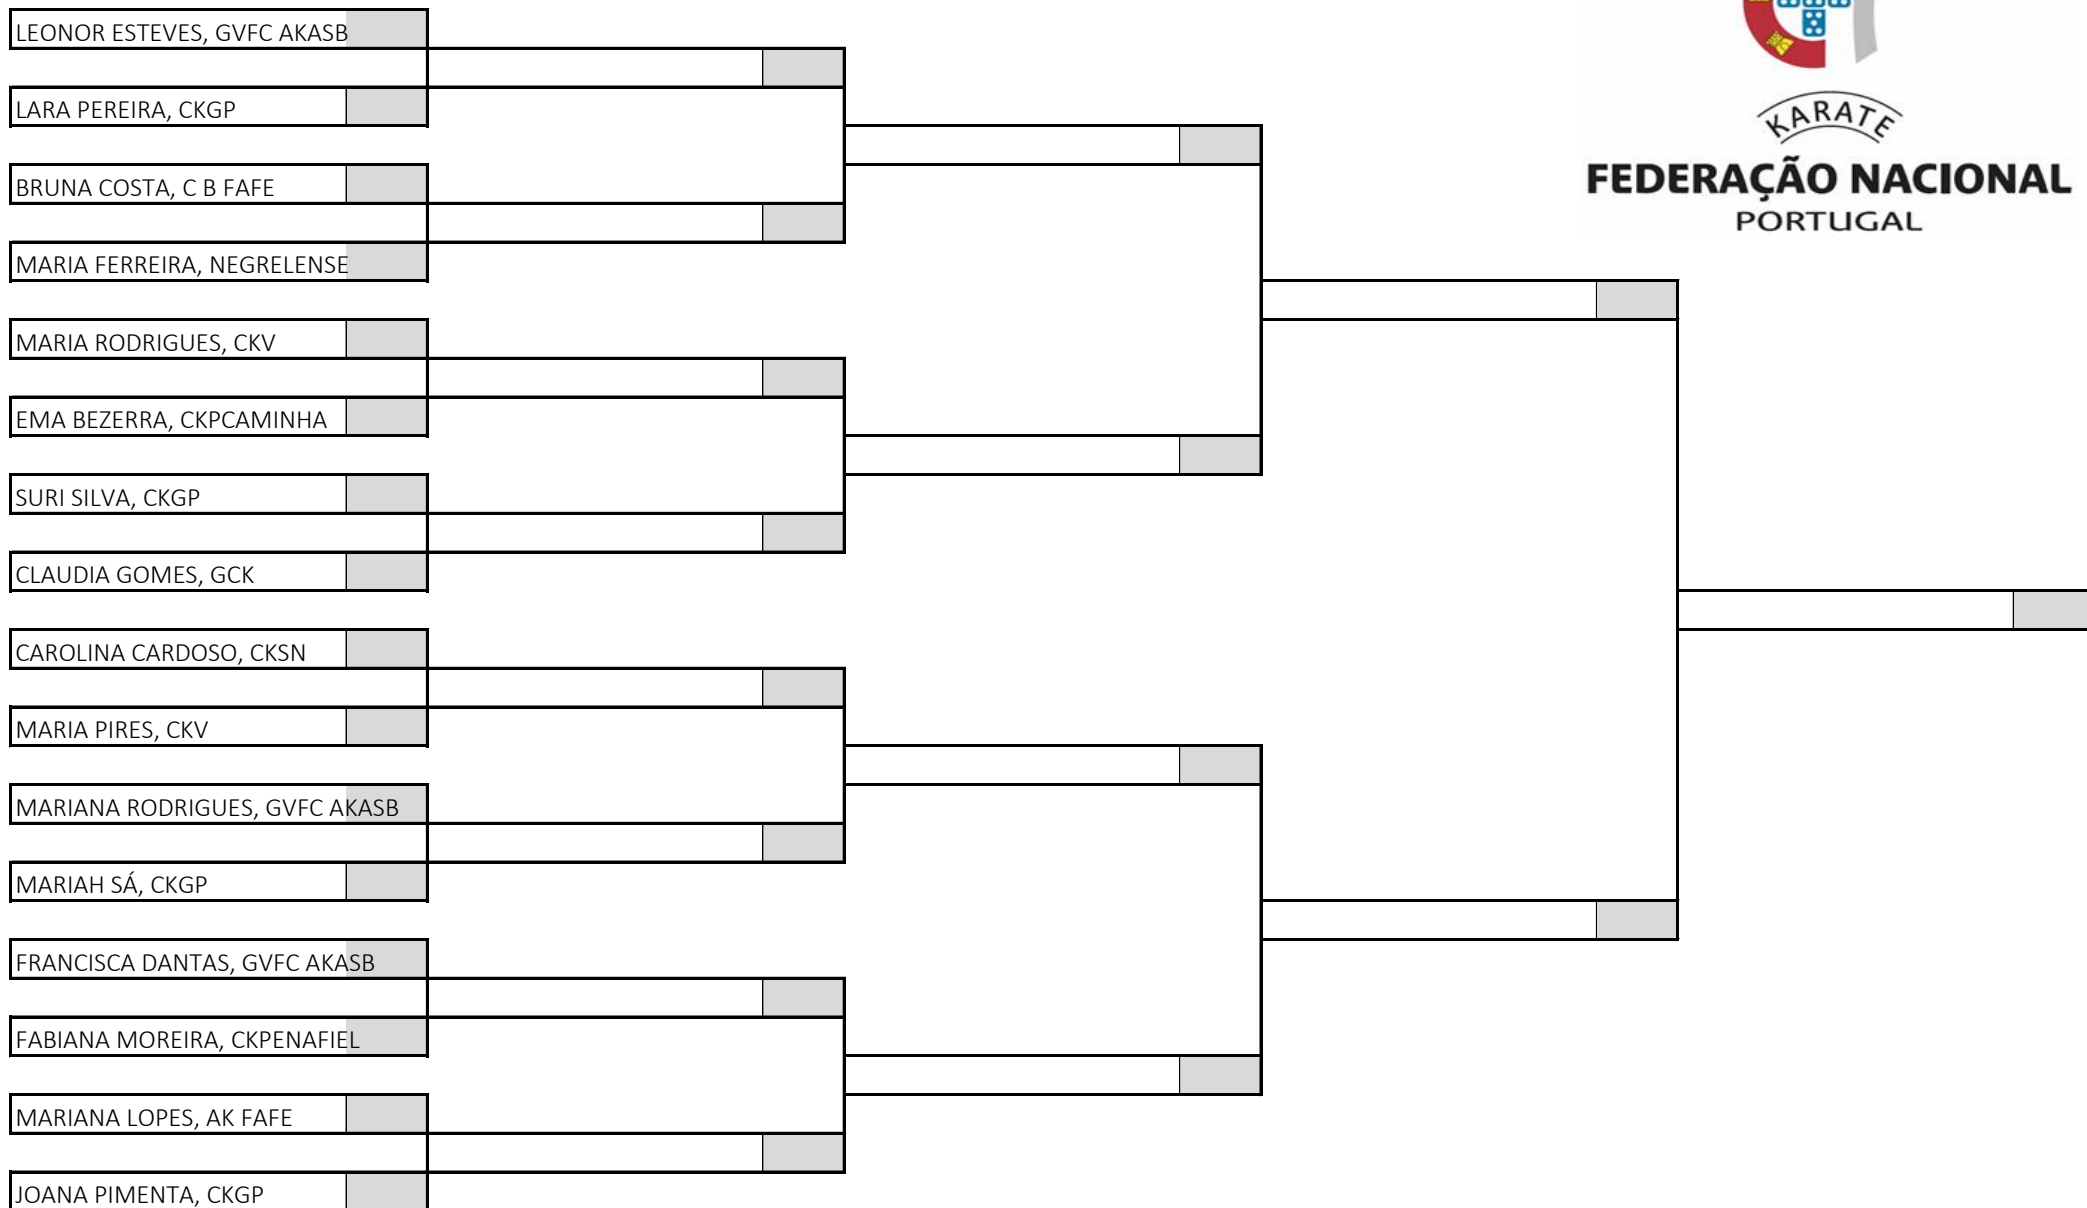 LEONOR ESTEVES, GVFC AKASB
LARA PEREIRA, CKGP
BRUNA COSTA, C B FAFE
MARIA FERREIRA, NEGRELENSE
MARIA RODRIGUES, CKV
EMA BEZERRA, CKPCAMINHA
SURI SILVA, CKGP
CLAUDIA GOMES, GCK
CAROLINA CARDOSO, CKSN
MARIA PIRES, CKV
MARIANA RODRIGUES, GVFC AKASB
MARIAH SÁ, CKGP
FRANCISCA DANTAS, GVFC AKASB
FABIANA MOREIRA, CKPENAFIEL
MARIANA LOPES, AK FAFE
JOANA PIMENTA, CKGP
KARATE
FEDERAÇÃO NACIONAL
PORTUGAL